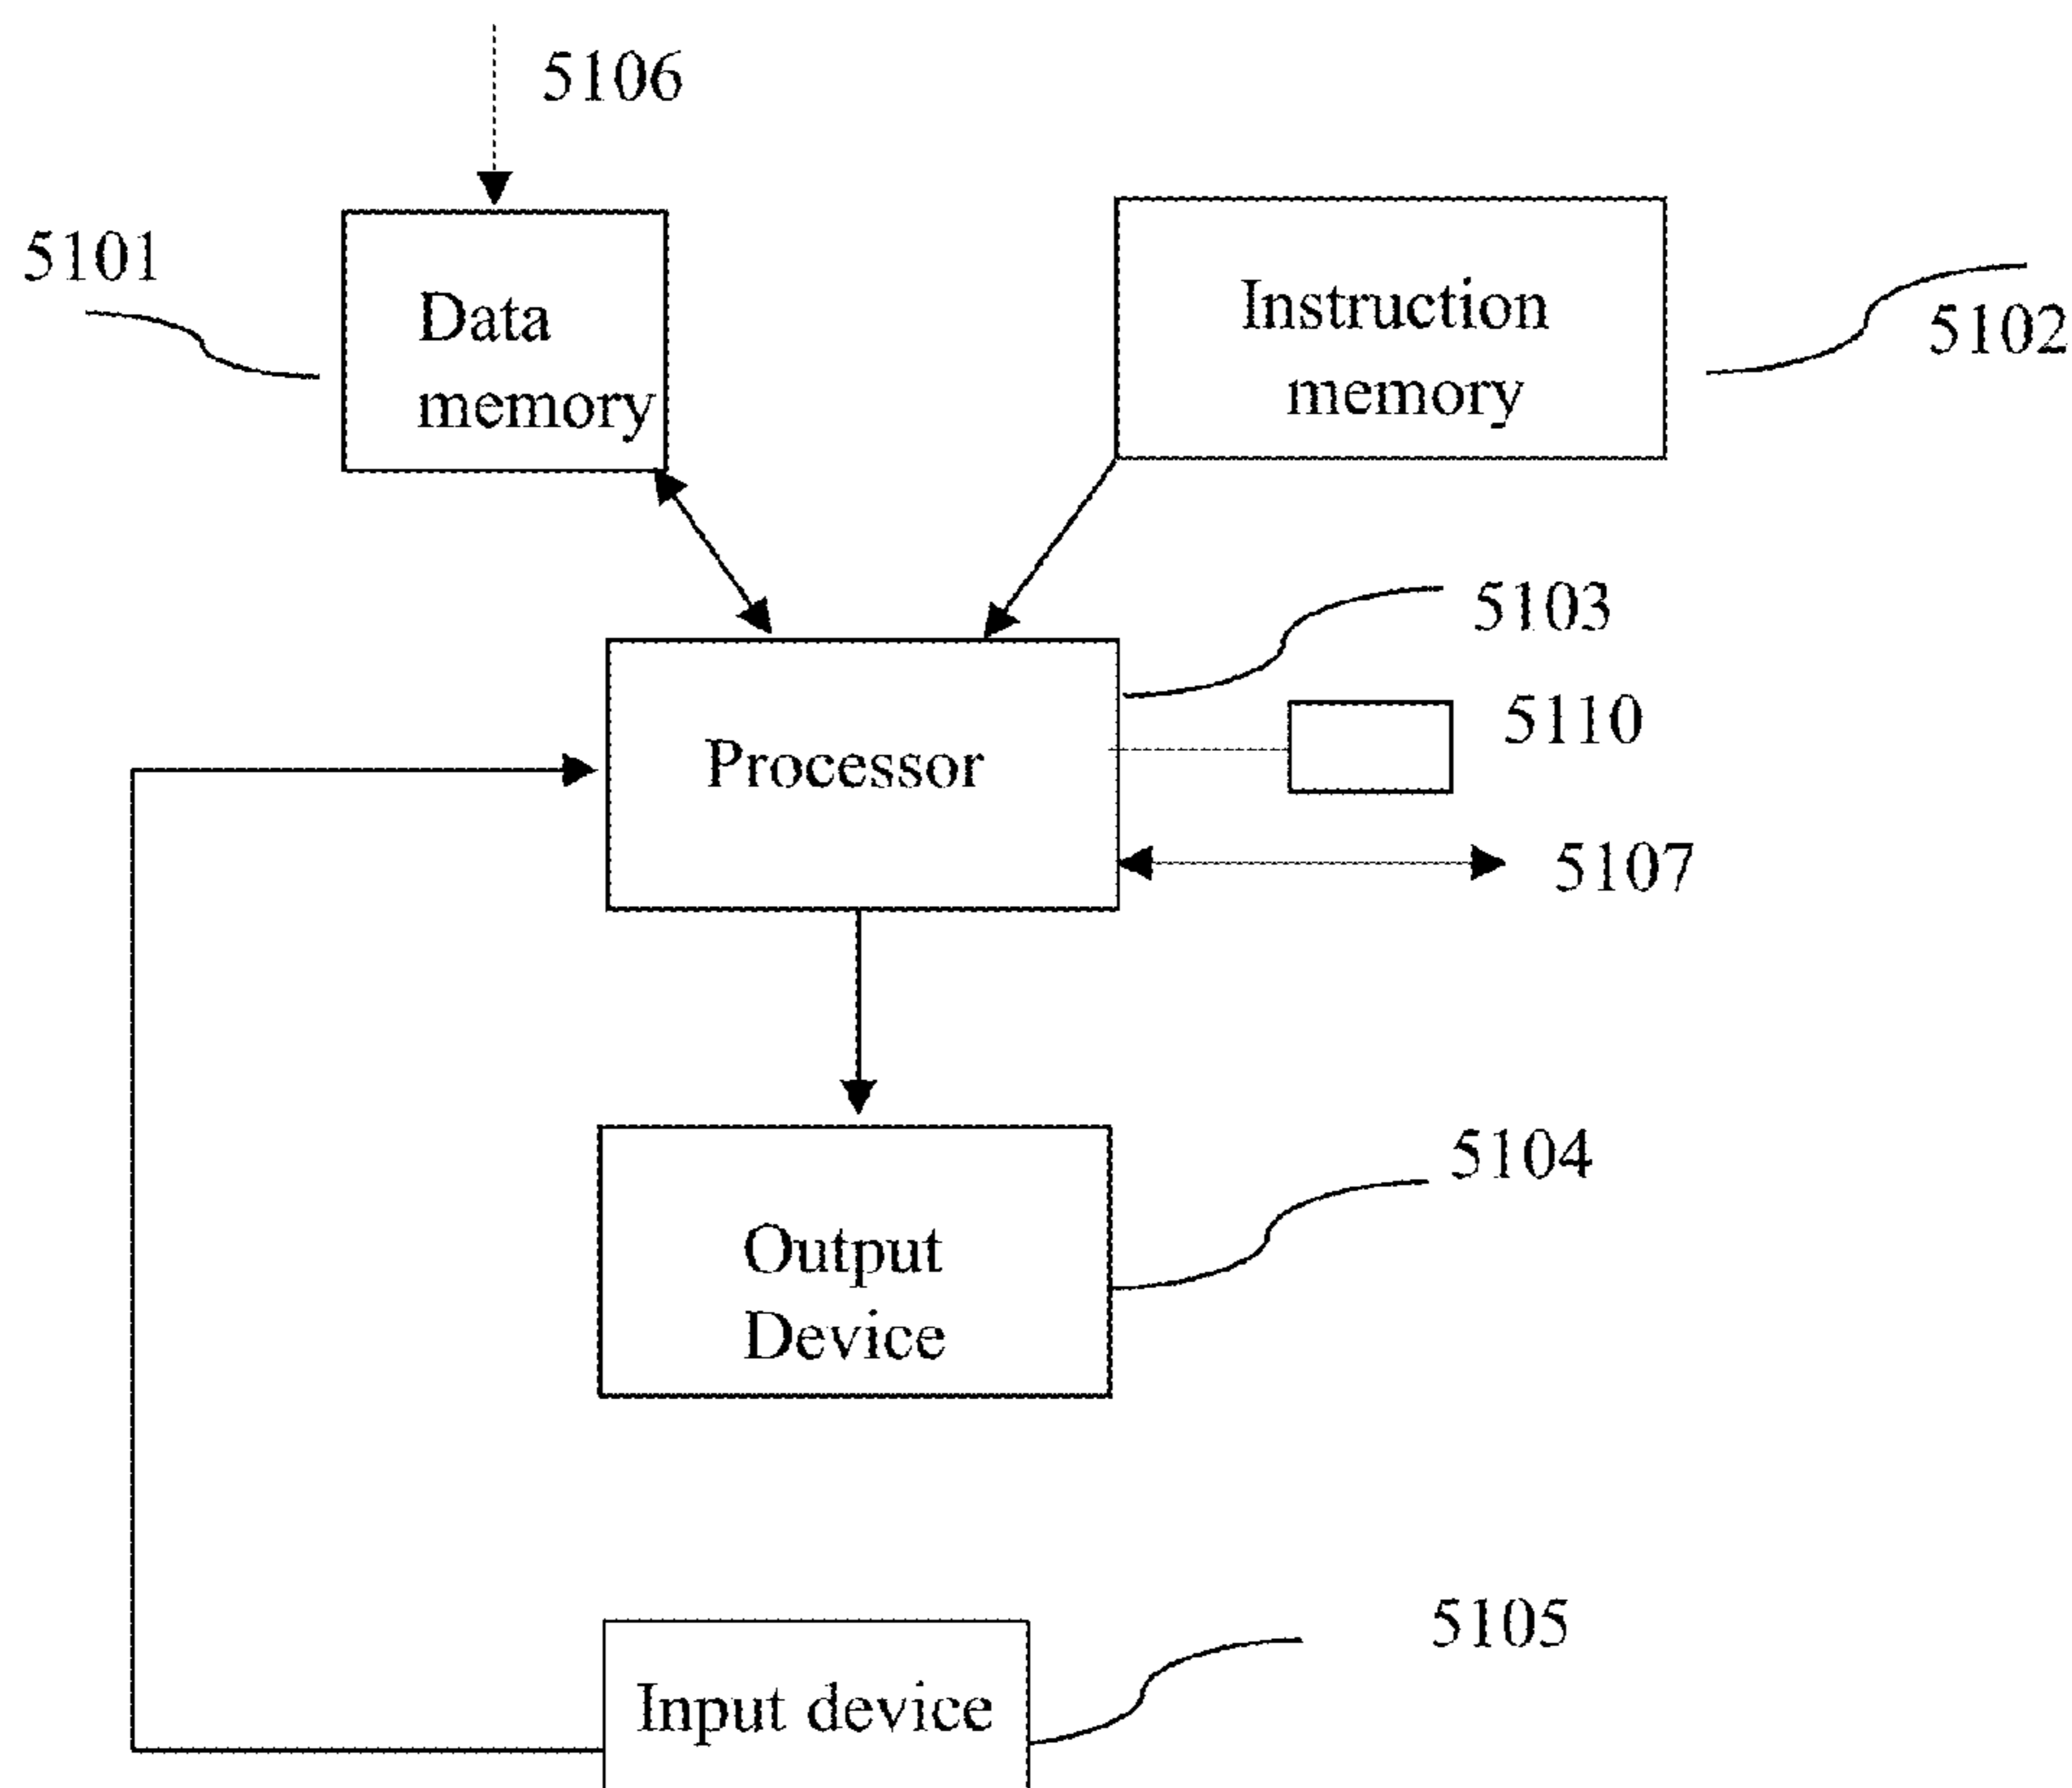 5106
5101
Data
memory
Instruction
memory
5102
5103
5110
Processor
5107
5104
Output
Device
5105
Input device